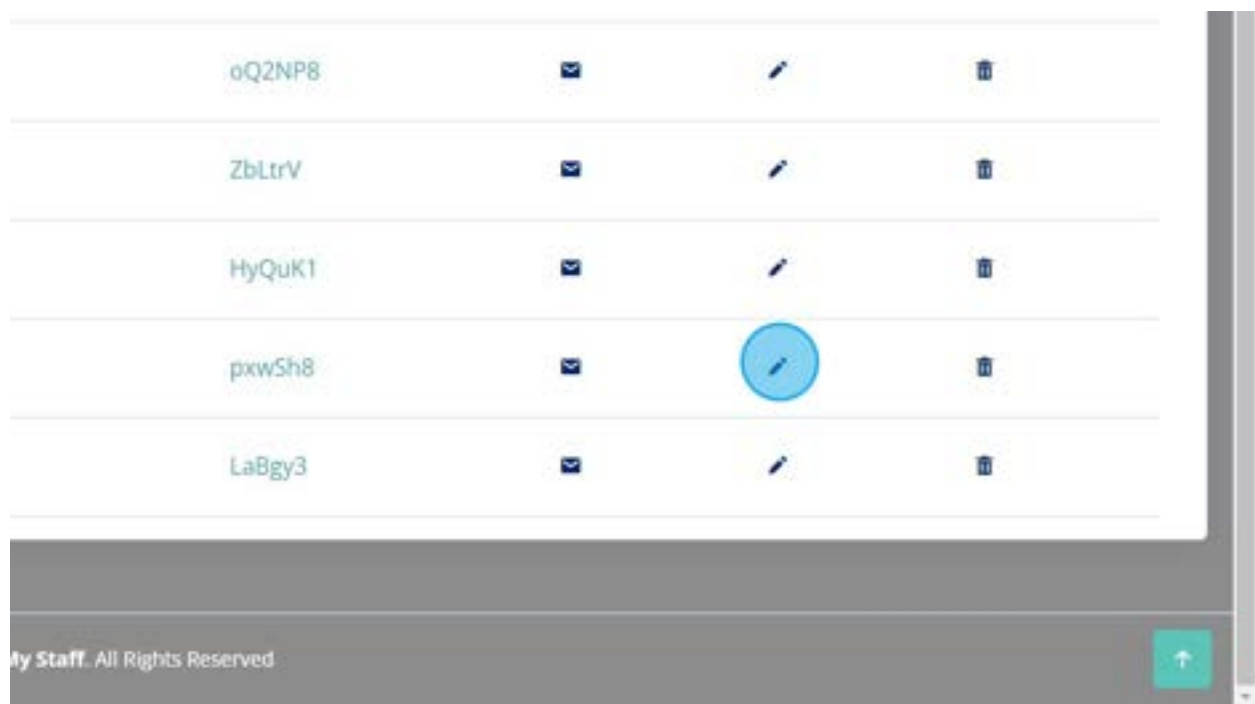 oQ2NP8
ZbLtrV
HyQuK1
pxwSh8
LaBgy3
My Staff. All Rights Reserved